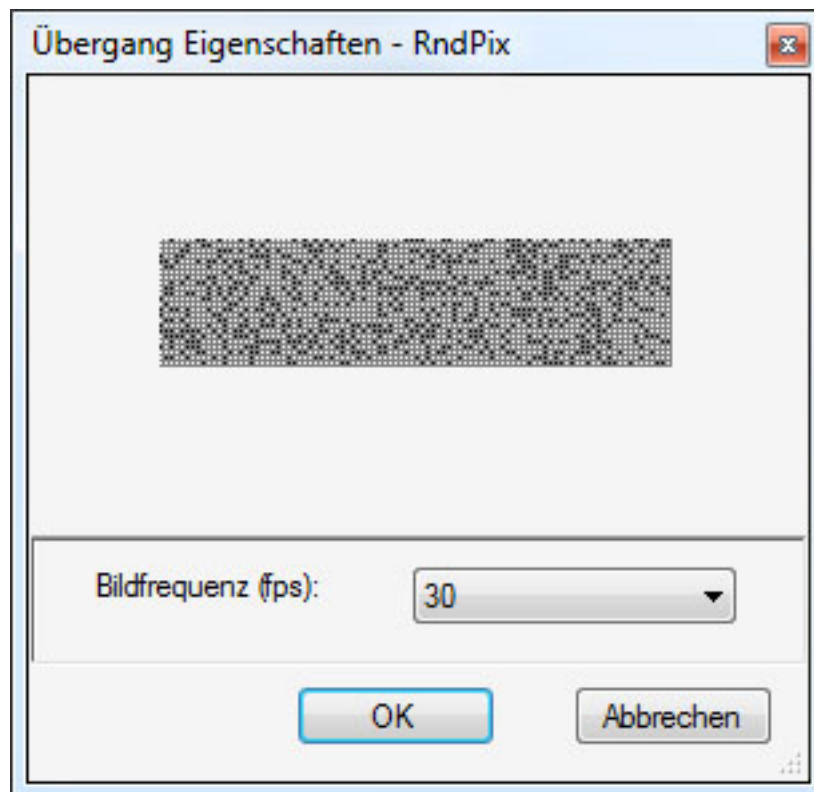 Übergang Eigenschaften - RndPix
Bildfrequenz (fps):
30
OK
Abbrechen